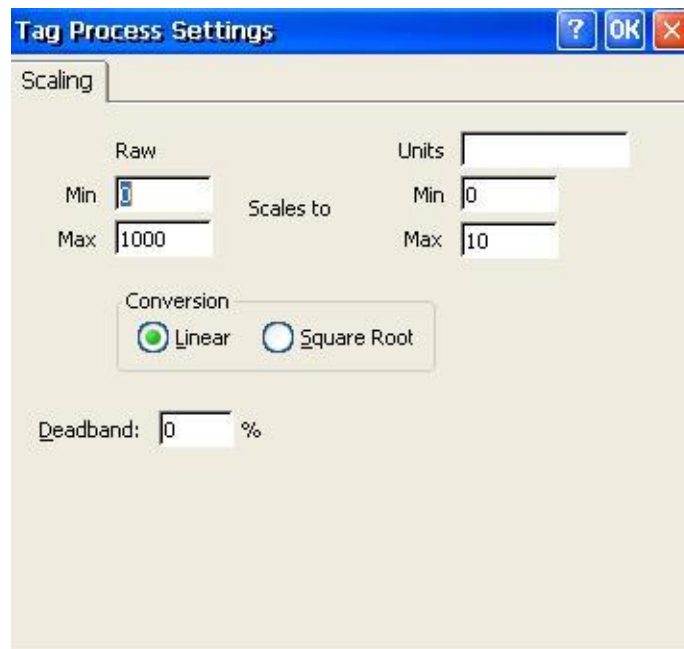 Tag Process Settings ? OK ×
Scaling
Raw Units
Min 0 Scales to Min 0
Max 1000 Max 10
Conversion
Linear Square Root
Deadband: 0 %